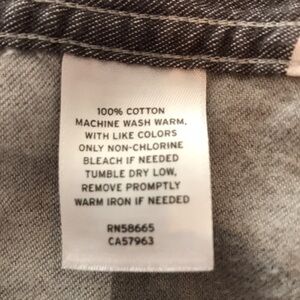 100% COTTON
MACHINE WASH WARM,
WITH LIKE COLORS
ONLY NON-CHLORINE
BLEACH IF NEEDED
TUMBLE DRY LOW,
REMOVE PROMPTLY
WARM IRON IF NEEDED
RN58665
CA57963